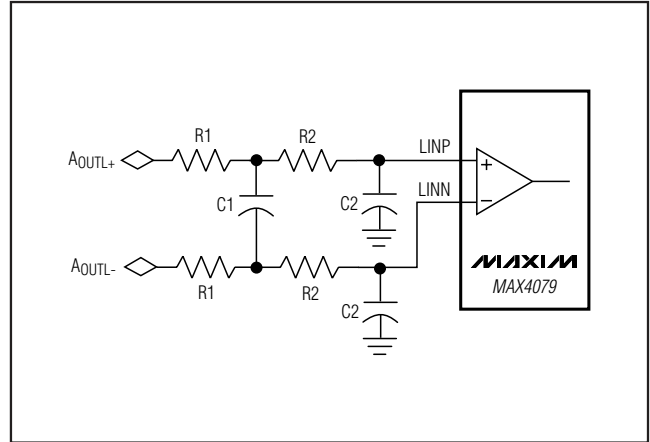 R1
R2
LINP
AOUTL+
+
LINN
C1
C2
−
AOUTL-
MAXIM
MAX4079
R1
R2
C2